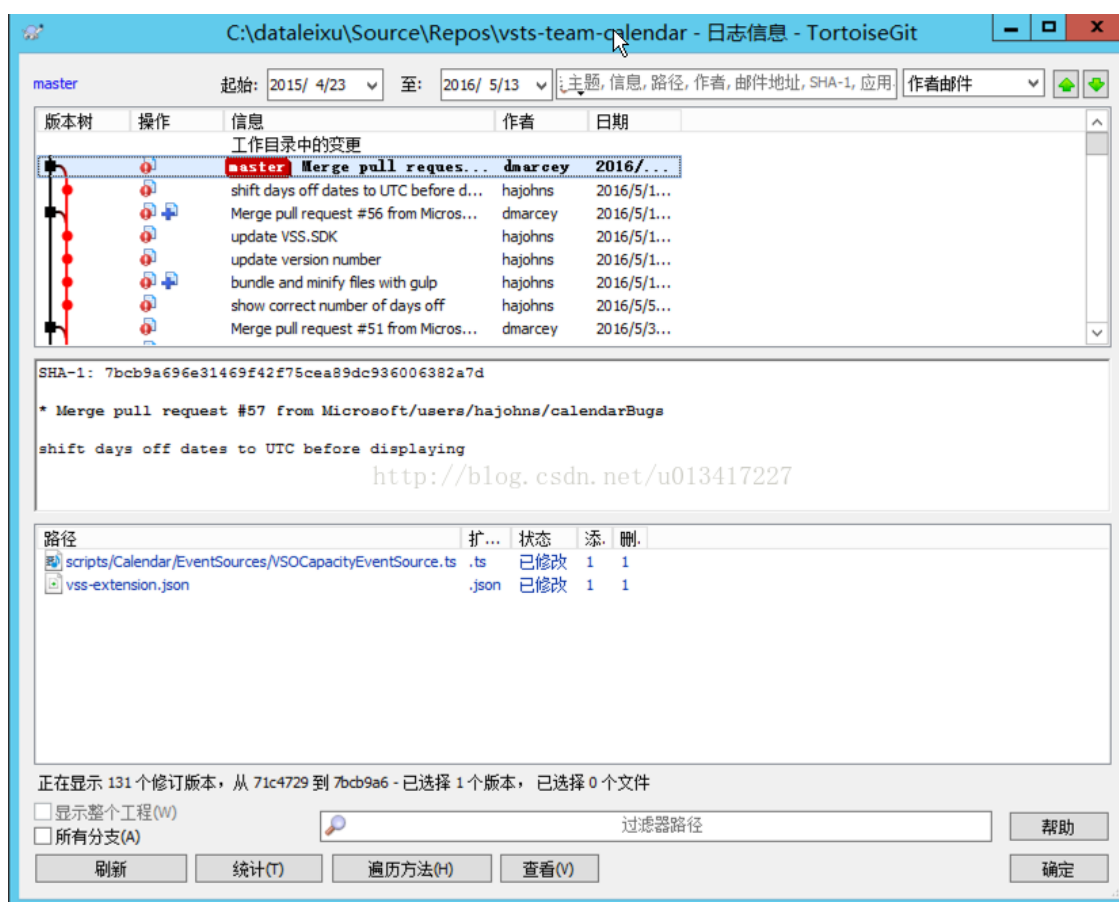 C:\dataleixu\Source\Repos\vsts-team-calendar - 日志信息 - TortoiseGit
master 起始: 2015/ 4/23 至: 2016/ 5/13 主题, 信息, 路径, 作者, 邮件地址, SHA-1, 应用 作者邮件
版本树 操作 信息 作者 日期
工作目录中的变更
master Merge pull reques... dmarcey 2016/...
shift days off dates to UTC before d... hajohns 2016/5/1...
Merge pull request #56 from Micros... dmarcey 2016/5/1...
update VSS.SDK hajohns 2016/5/1...
update version number hajohns 2016/5/1...
bundle and minify files with gulp hajohns 2016/5/1...
show correct number of days off hajohns 2016/5/5...
Merge pull request #51 from Micros... dmarcey 2016/5/3...
SHA-1: 7bcb9a696e31469f42f75cea89dc936006382a7d
* Merge pull request #57 from Microsoft/users/hajohns/calendarBugs
shift days off dates to UTC before displaying
http://blog.csdn.net/u013417227
路径 扩... 状态 添. 删.
scripts/Calendar/EventSources/VSOCapacityEventSource.ts .ts 已修改 1 1
vss-extension.json .json 已修改 1 1
正在显示 131 个修订版本，从 71c4729 到 7bcb9a6 - 已选择 1 个版本， 已选择 0 个文件
显示整个工程(W)
所有分支(A)
过滤器路径
帮助
刷新 统计(T) 遍历方法(H) 查看(V) 确定